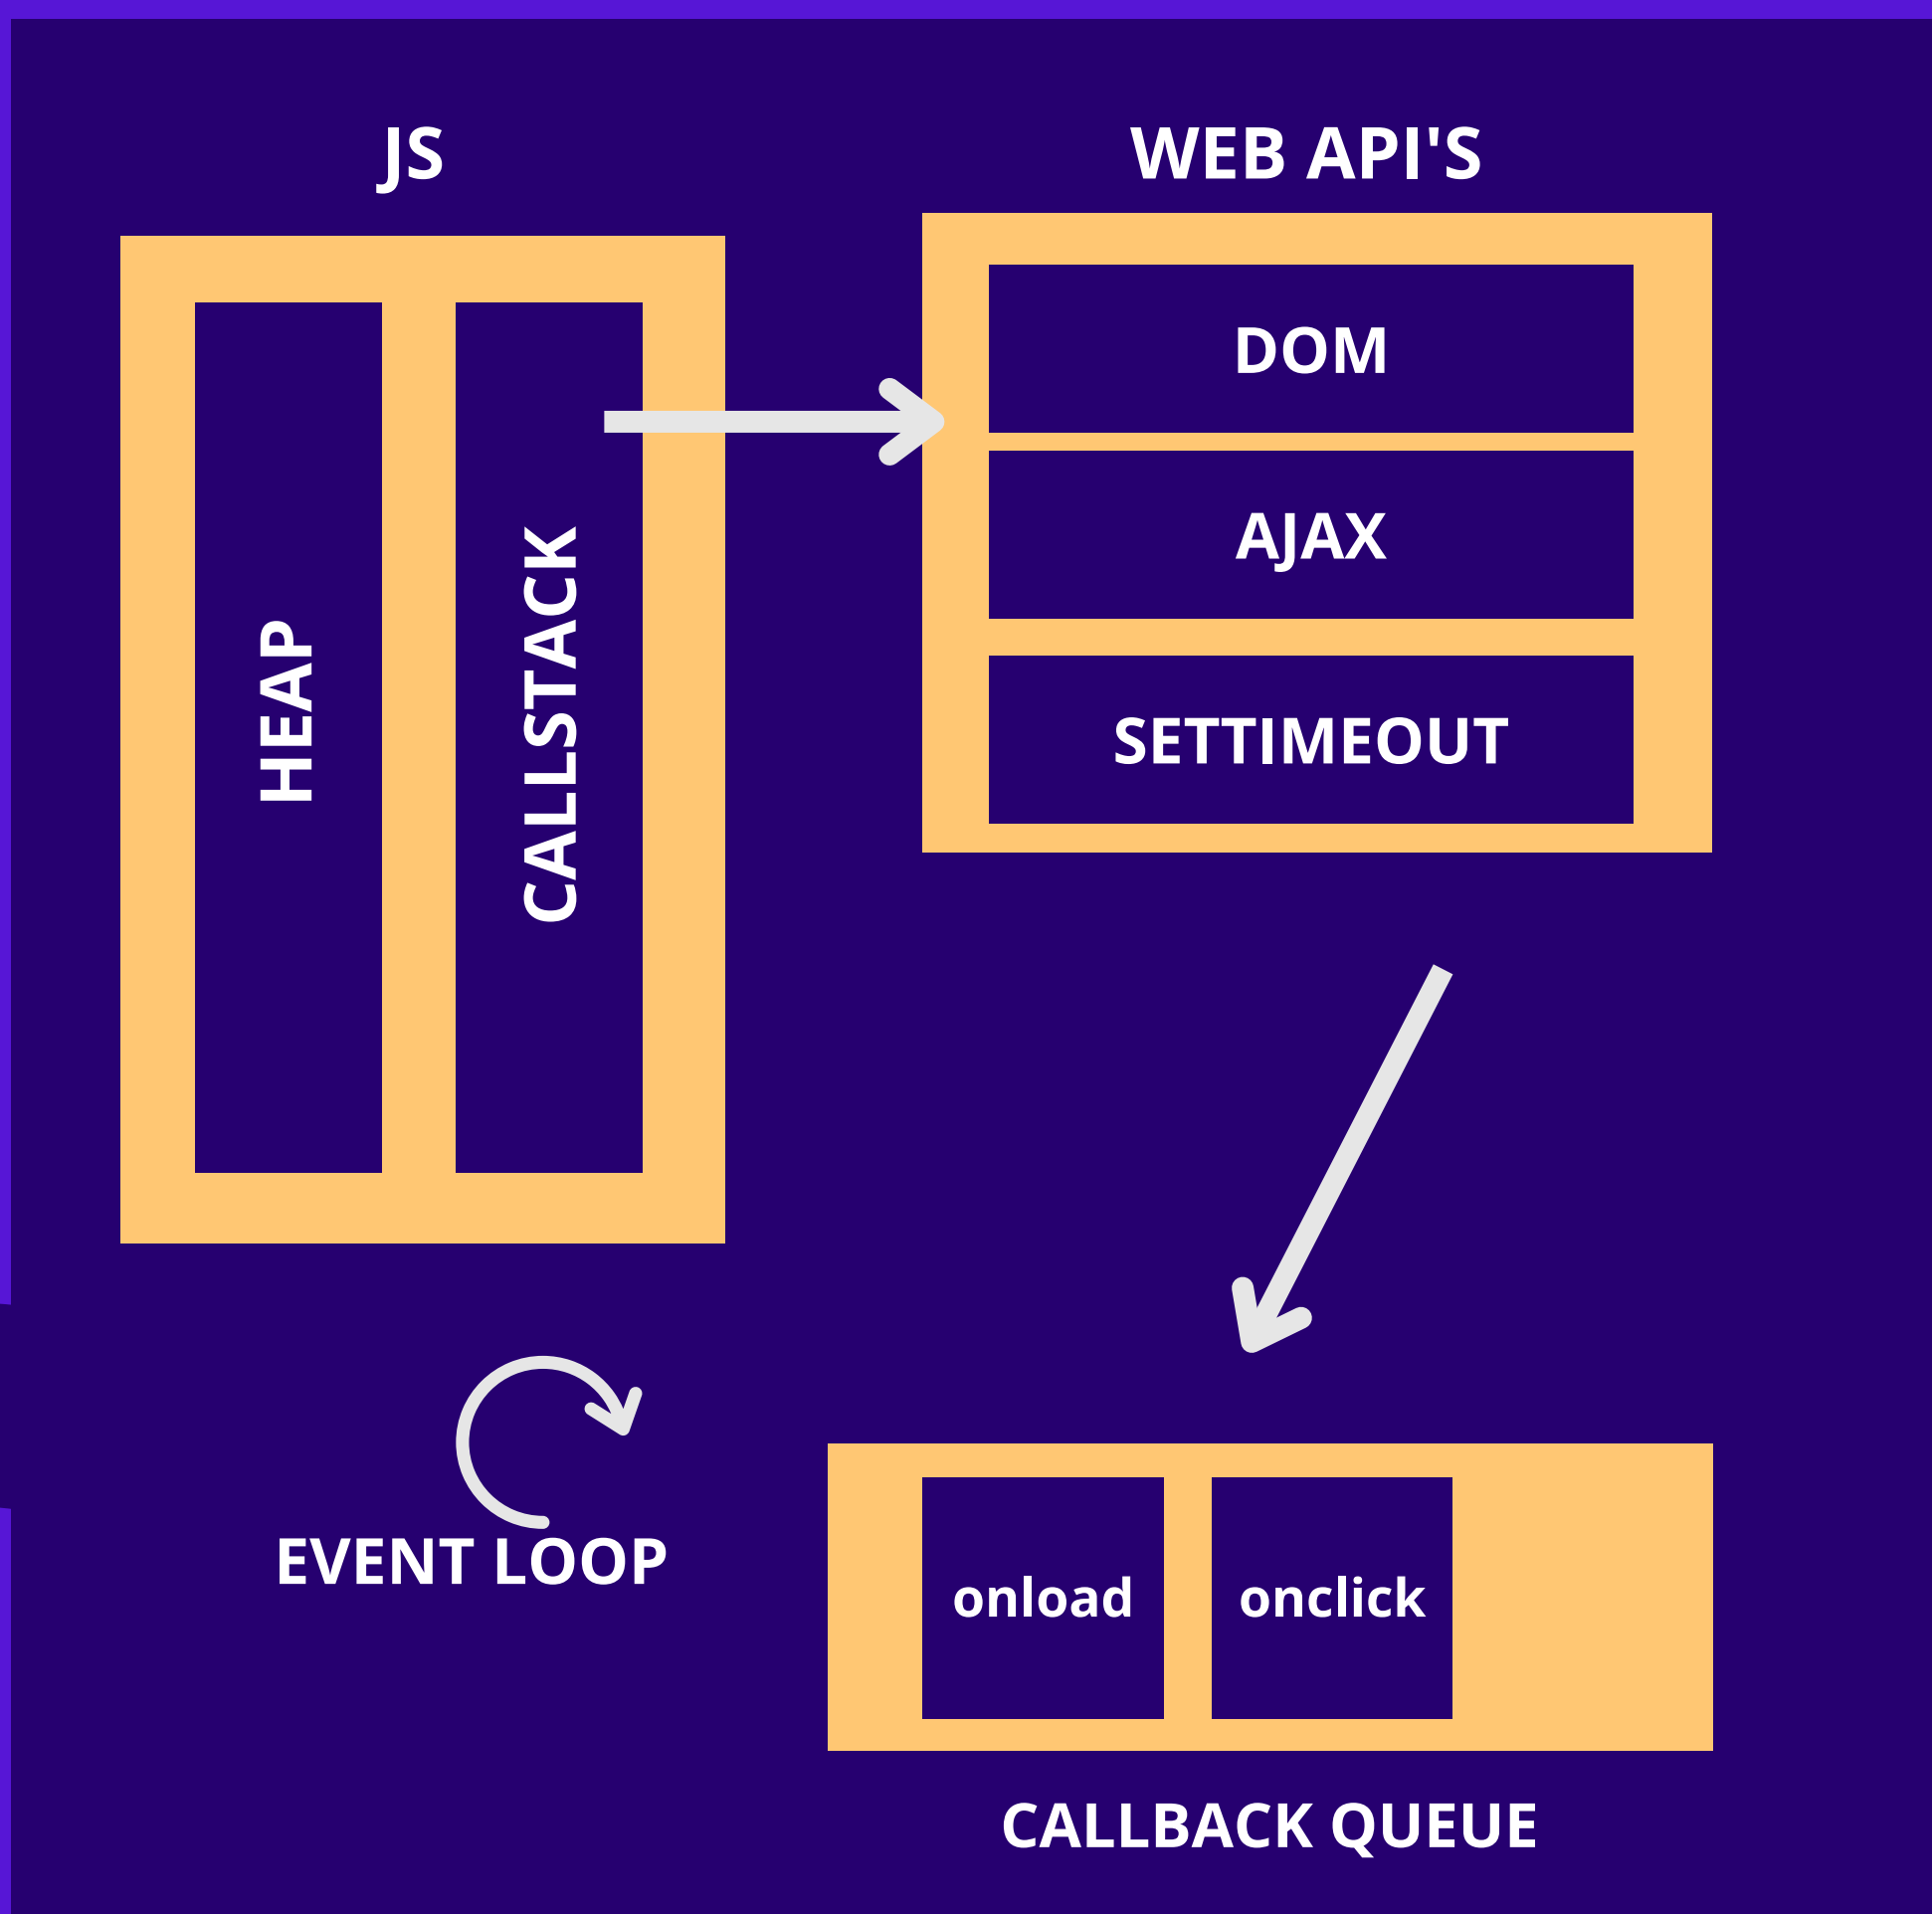 JS
WEB API'S
HEAP
CALLSTACK
DOM
AJAX
SETTIMEOUT
EVENT LOOP
onload
onclick
CALLBACK QUEUE